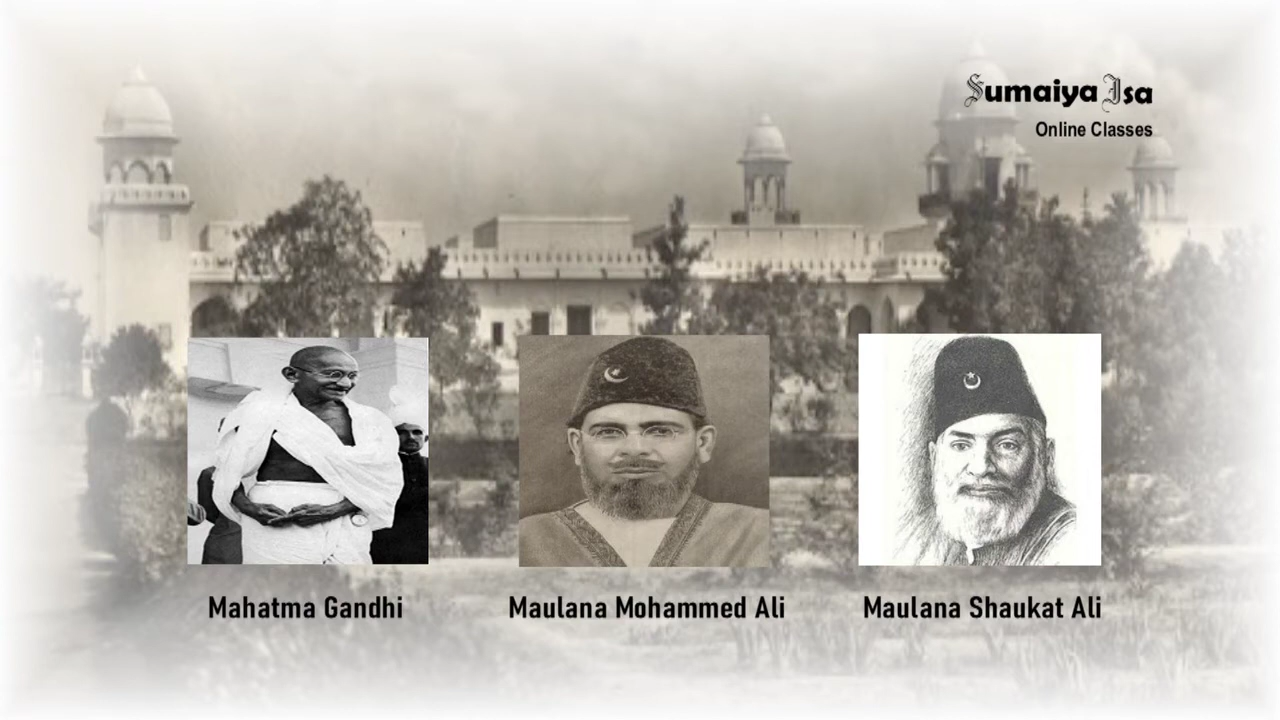 Sumaiya Isa
Online Classes
Mahatma Gandhi
Maulana Mohammed Ali
Maulana Shaukat Ali